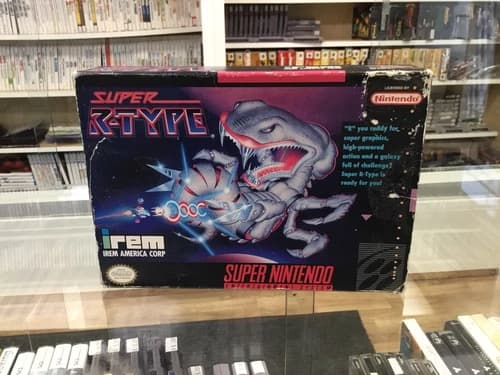 SUPER
R-TYPE
LICENSED BY
Nintendo
"R" you ready for
super graphics,
high-powered
action and a galaxy
full of challenge?
Super R-Type is
ready for you!
irem
IREM AMERICA CORP
SUPER NINTENDO
ENTERTAINMENT SYSTEM